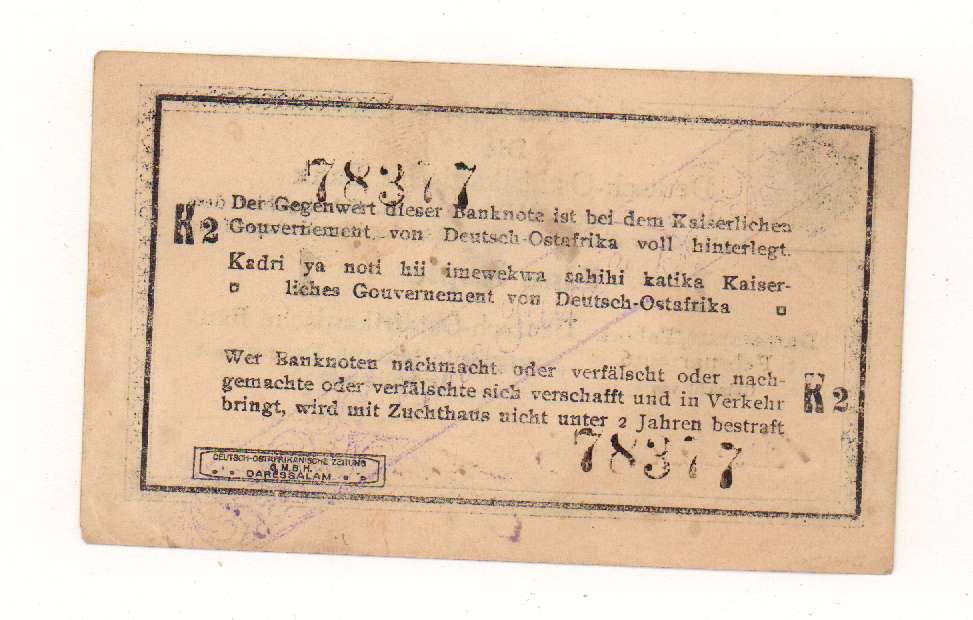 78377
Der Gegenwert dieser Banknote ist bei dem Kaiserlichen
K2 Gouvernement von Deutsch-Ostafrika voll hinterlegt.
Kadri ya noti hii imewekwa sahihi katika Kaiser-
liches Gouvernement von Deutsch-Ostafrika
Wer Banknoten nachmacht oder verfälscht oder nach-
gemachte oder verfälschte sich verschafft und in Verkehr K2
bringt, wird mit Zuchthaus nicht unter 2 Jahren bestraft
78377
DEUTSCH-OSTAFRIKANISCHE ZEITUNG
G.M.B.H.
DARESSALAM